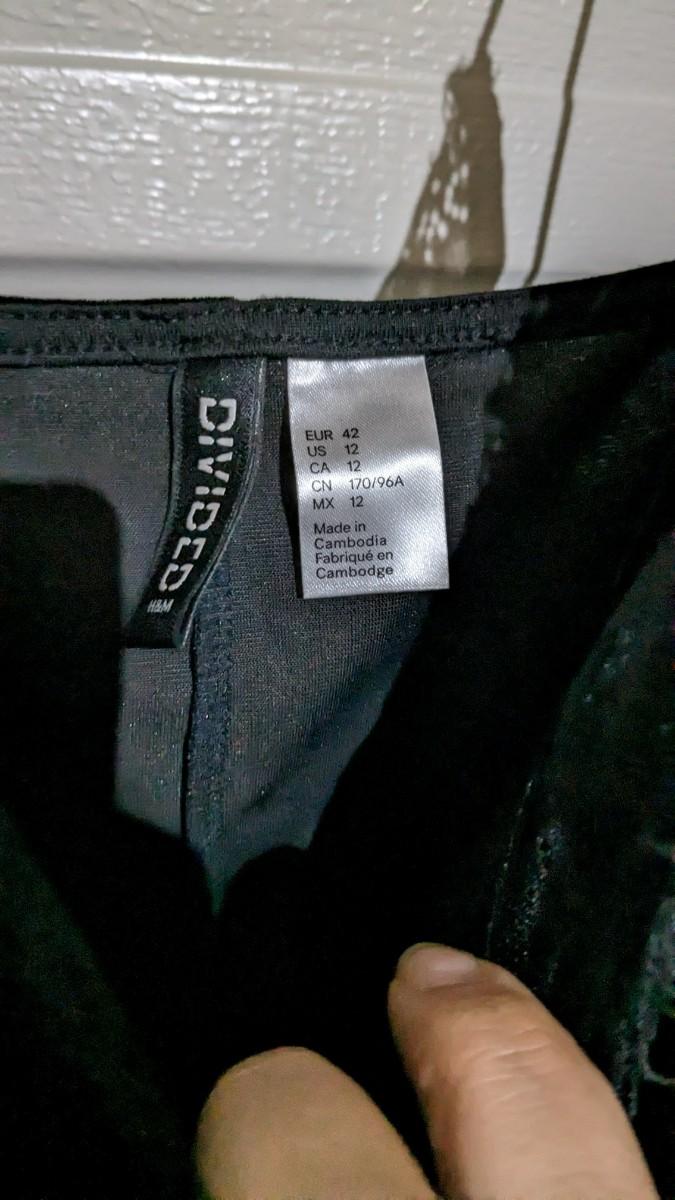 DIVIDED
H&M
EUR 42
US 12
CA 12
CN 170/96A
MX 12
Made in
Cambodia
Fabriqué en
Cambodge